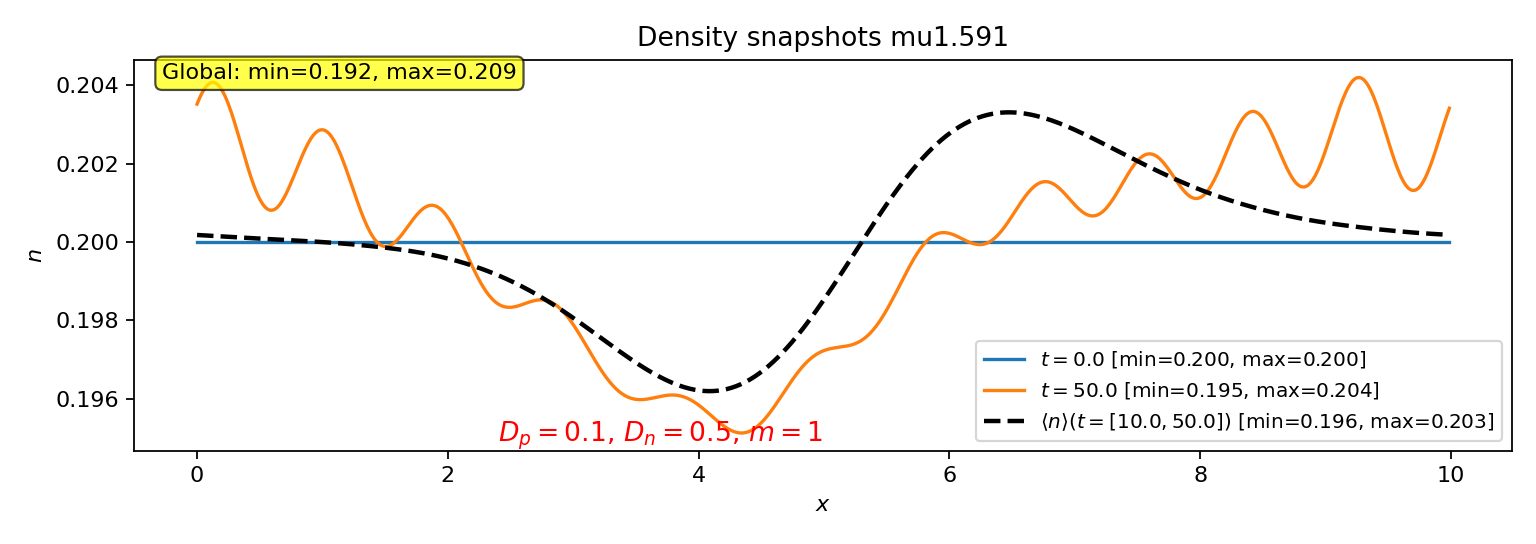 Density snapshots mu1.591
Global: min=0.192, max=0.209
0.204
0.202
0.200
0.198
0.196
n
t = 0.0 [min=0.200, max=0.200]
t = 50.0 [min=0.195, max=0.204]
⟨n⟩(t = [10.0, 50.0]) [min=0.196, max=0.203]
D_p = 0.1, D_n = 0.5, m = 1
0 2 4 6 8 10
x